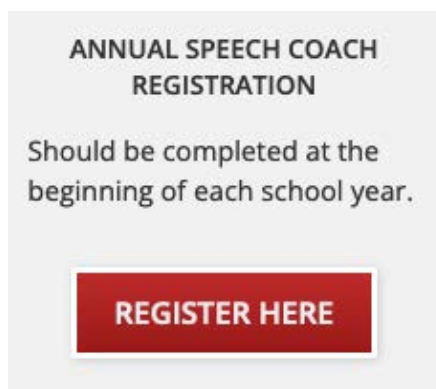 ANNUAL SPEECH COACH
REGISTRATION
Should be completed at the
beginning of each school year.
REGISTER HERE